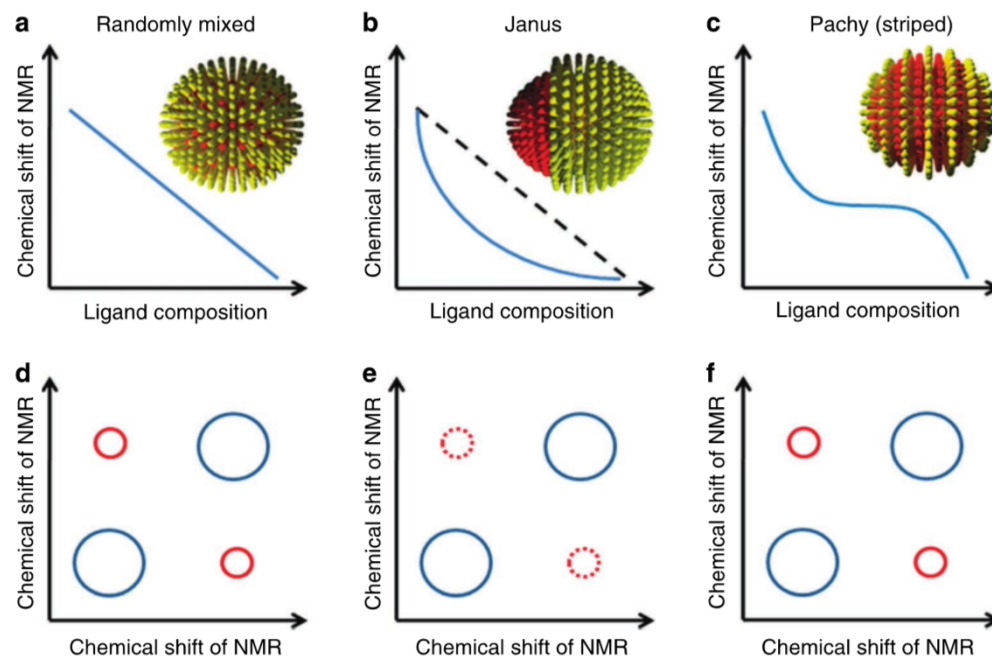 a
Randomly mixed
Chemical shift of NMR
Ligand composition
b
Janus
Chemical shift of NMR
Ligand composition
c
Pachy (striped)
Chemical shift of NMR
Ligand composition
d
Chemical shift of NMR
Chemical shift of NMR
e
Chemical shift of NMR
Chemical shift of NMR
f
Chemical shift of NMR
Chemical shift of NMR